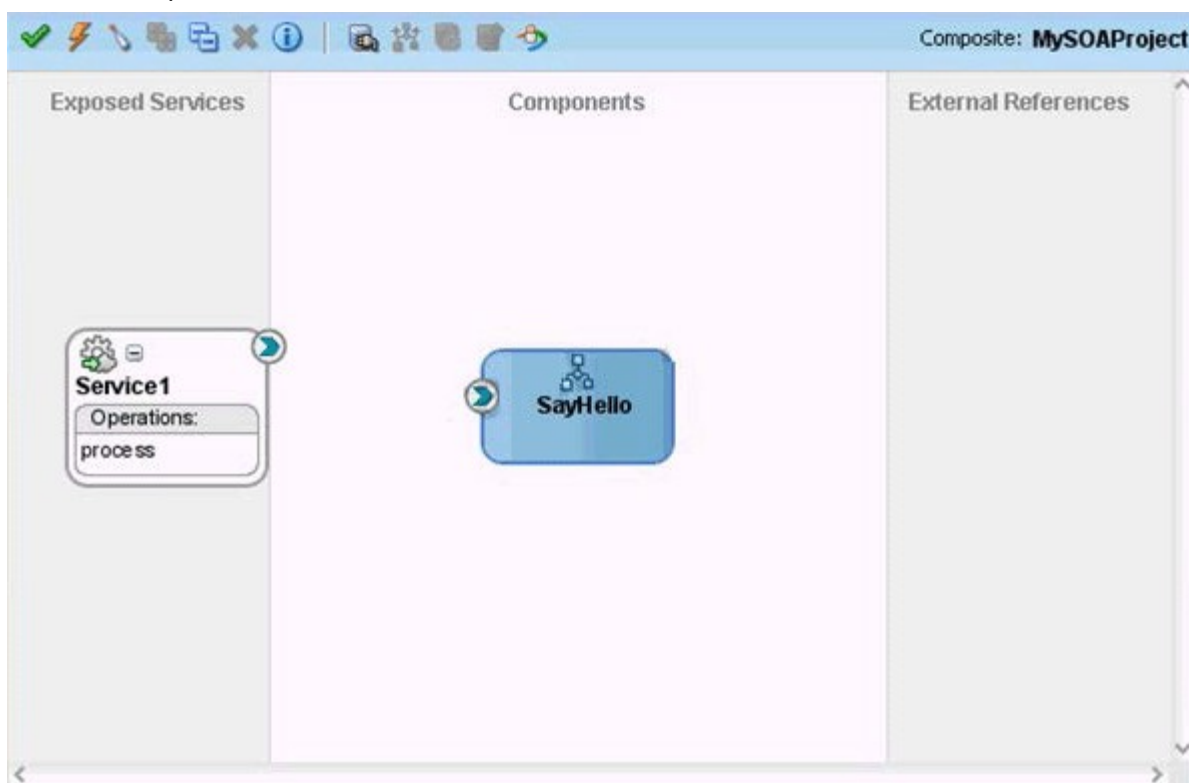 Composite: MySOAProject
Exposed Services
Components
External References
Service1
Operations:
process
SayHello